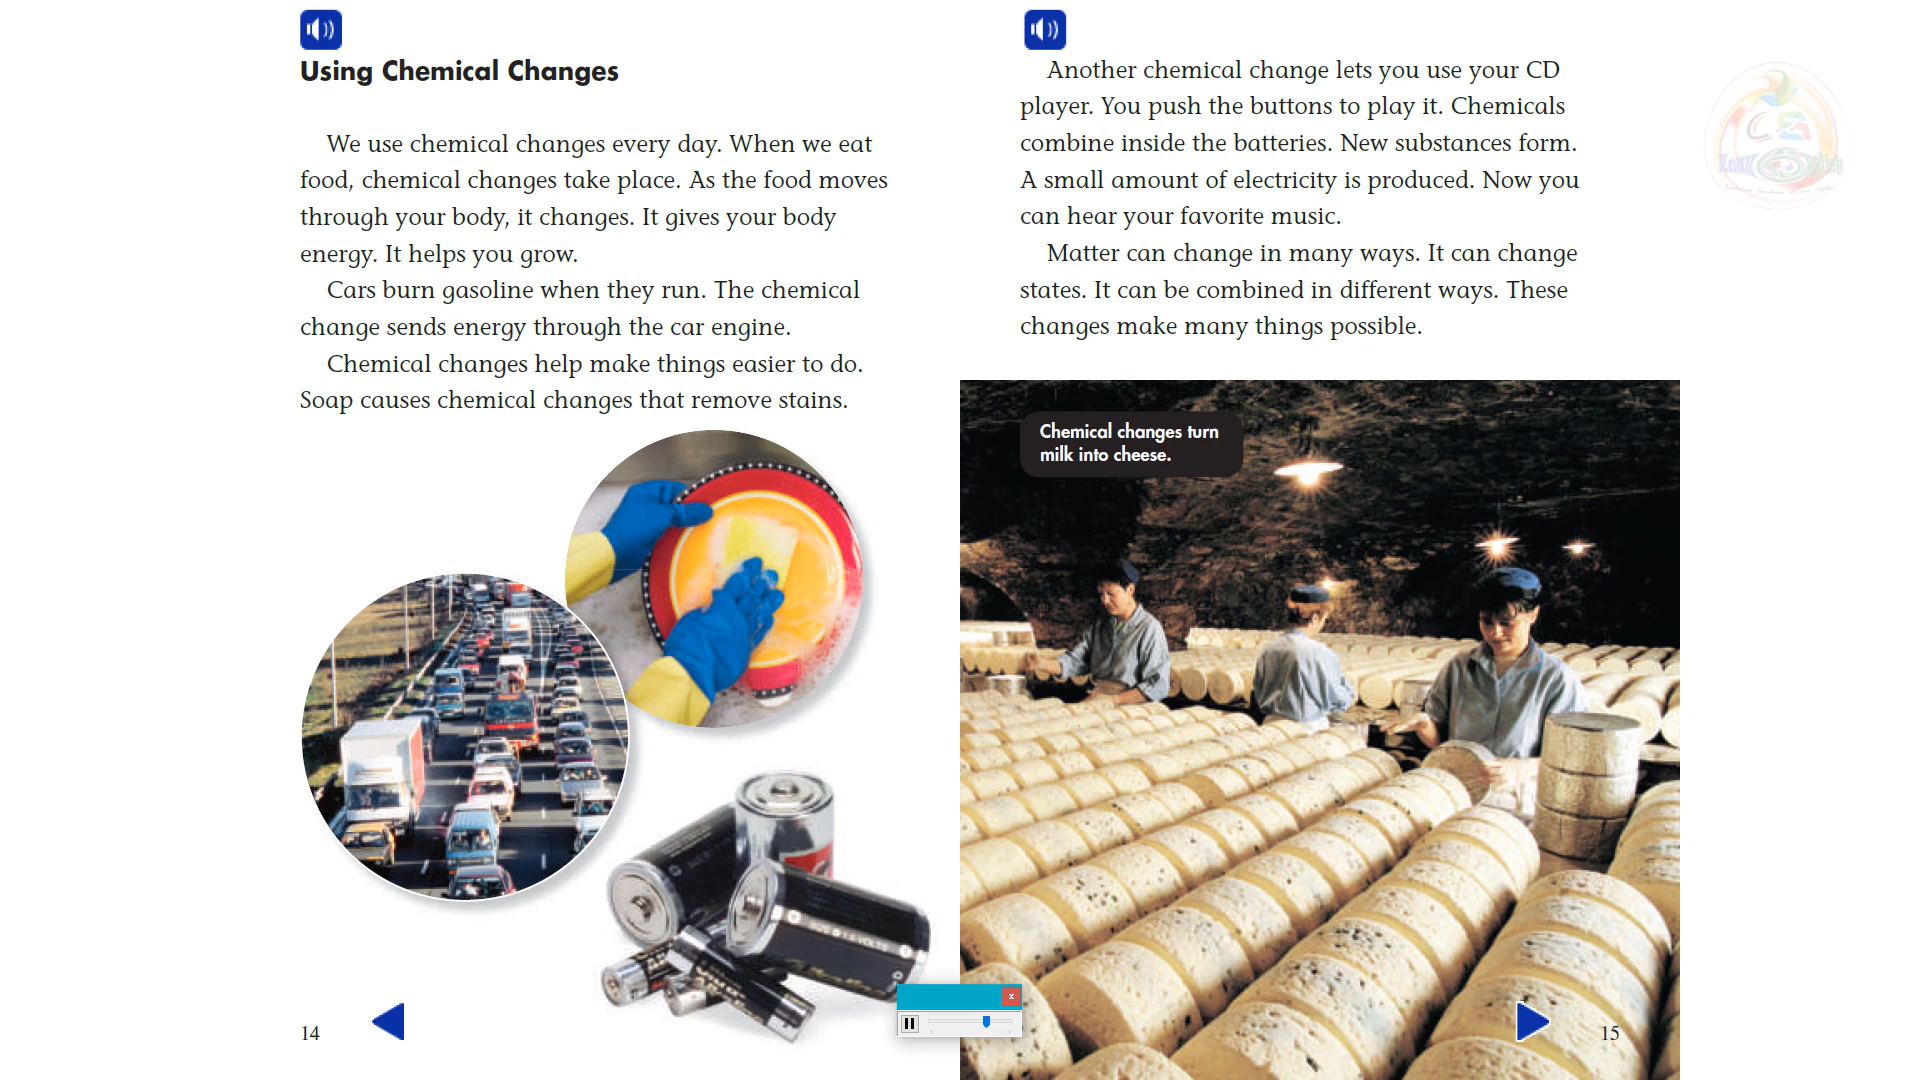 Using Chemical Changes
We use chemical changes every day. When we eat
food, chemical changes take place. As the food moves
through your body, it changes. It gives your body
energy. It helps you grow.
Cars burn gasoline when they run. The chemical
change sends energy through the car engine.
Chemical changes help make things easier to do.
Soap causes chemical changes that remove stains.
14
Another chemical change lets you use your CD
player. You push the buttons to play it. Chemicals
combine inside the batteries. New substances form.
A small amount of electricity is produced. Now you
can hear your favorite music.
Matter can change in many ways. It can change
states. It can be combined in different ways. These
changes make many things possible.
Chemical changes turn
milk into cheese.
15